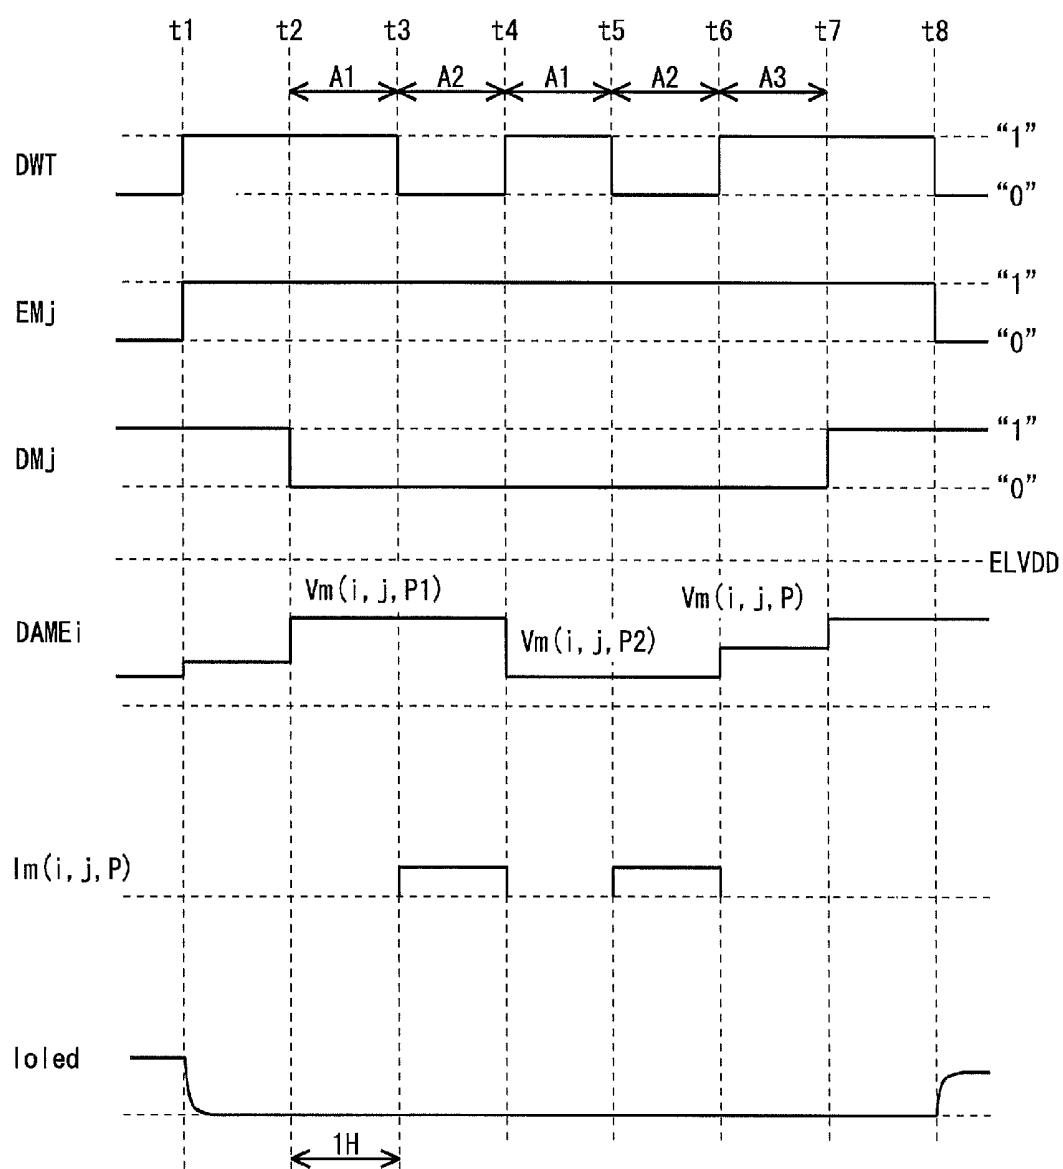 t1 t2 t3 t4 t5 t6 t7 t8
A1 A2 A1 A2 A3
DWT
“1”
“0”
EMj
“1”
“0”
DMj
“1”
“0”
ELVDD
DAMEi
Vm(i,j,P1)
Vm(i,j,P2)
Vm(i,j,P)
Im(i,j,P)
Ioled
1H